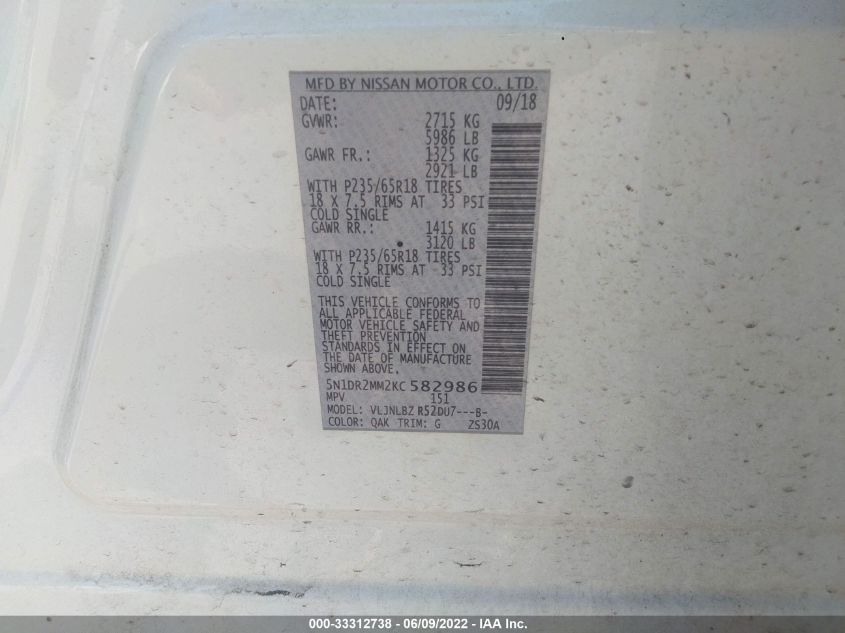 MFD BY NISSAN MOTOR CO., LTD.
DATE: 09/18
GVWR: 2715 KG
5986 LB
GAWR FR.: 1325 KG
2921 LB
WITH P235/65R18 TIRES
18 X 7.5 RIMS AT 33 PSI
COLD SINGLE
GAWR RR.: 1415 KG
3120 LB
WITH P235/65R18 TIRES
18 X 7.5 RIMS AT 33 PSI
COLD SINGLE
THIS VEHICLE CONFORMS TO
ALL APPLICABLE FEDERAL
MOTOR VEHICLE SAFETY AND
THEFT PREVENTION
STANDARDS IN EFFECT ON
THE DATE OF MANUFACTURE
SHOWN ABOVE.
5N1DR2MM2KC582986
MPV 151
MODEL: VLJNLBZ R52DU7---B-
COLOR: QAK TRIM: G ZS30A
000-33312738 - 06/09/2022 - IAA Inc.